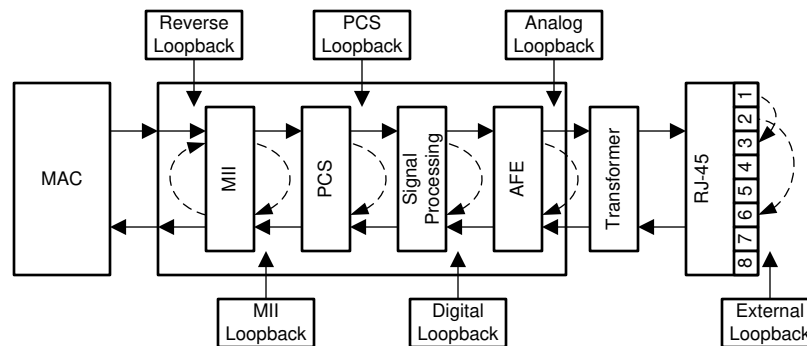 Reverse
Loopback
PCS
Loopback
Analog
Loopback
MAC
MII
PCS
Signal
Processing
AFE
Transformer
RJ-45
1
2
3
4
5
6
7
8
MII
Loopback
Digital
Loopback
External
Loopback